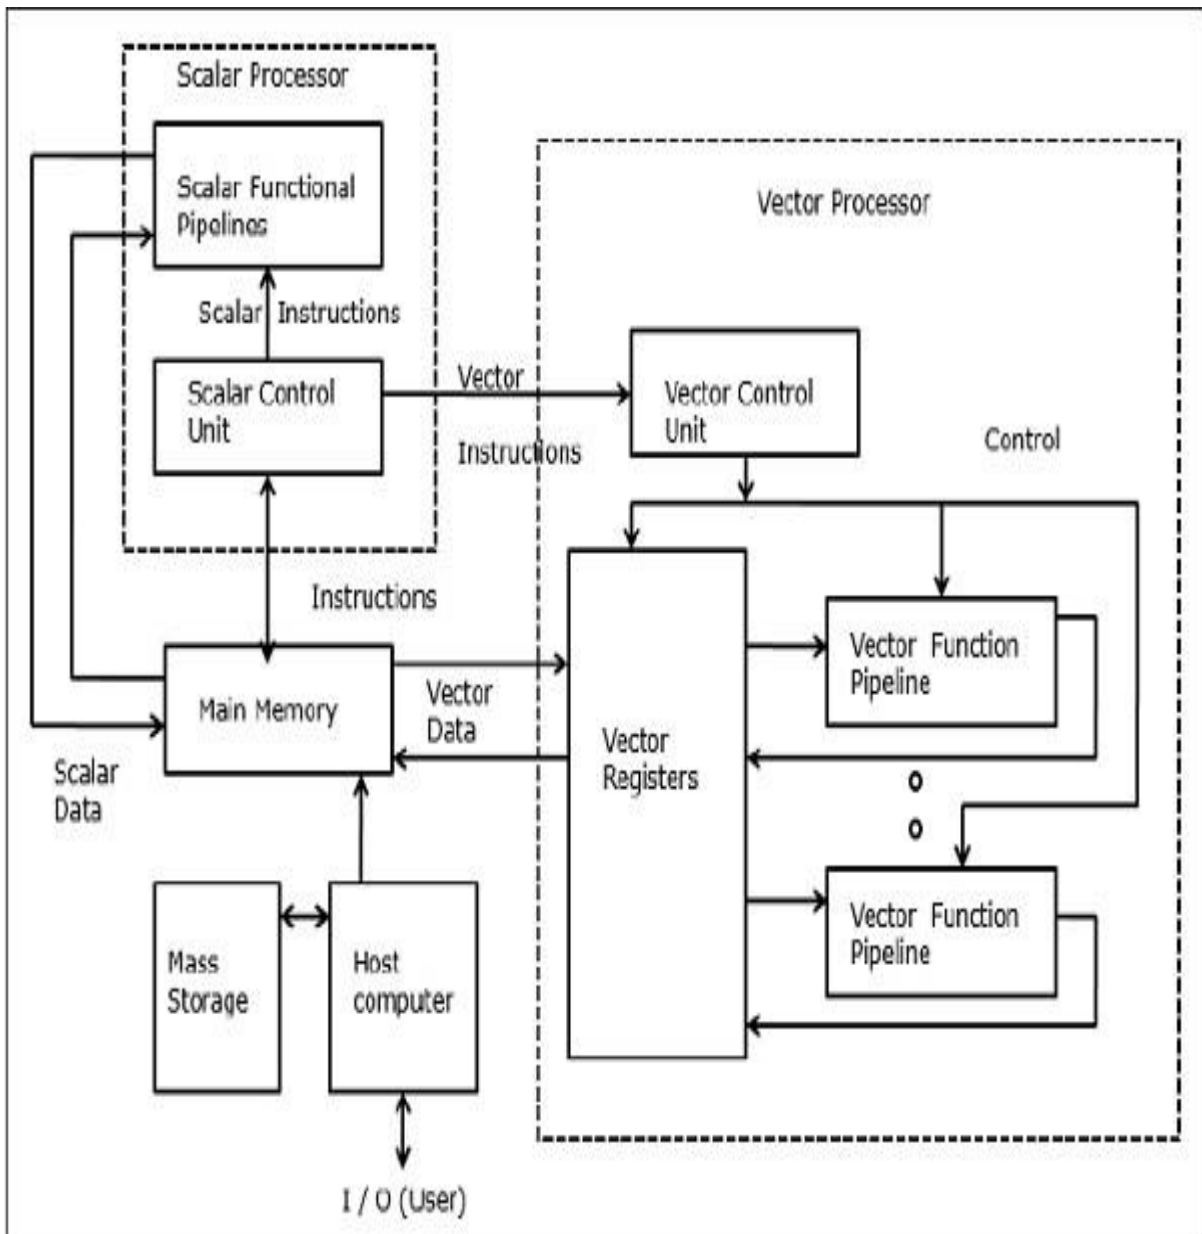 Scalar Processor
Scalar Functional
Pipelines
Scalar Instructions
Scalar Control
Unit
Vector
Instructions
Vector Processor
Vector Control
Unit
Control
Instructions
Main Memory
Vector
Data
Scalar
Data
Vector
Registers
Vector Function
Pipeline
Vector Function
Pipeline
Mass
Storage
Host
computer
I / O (User)